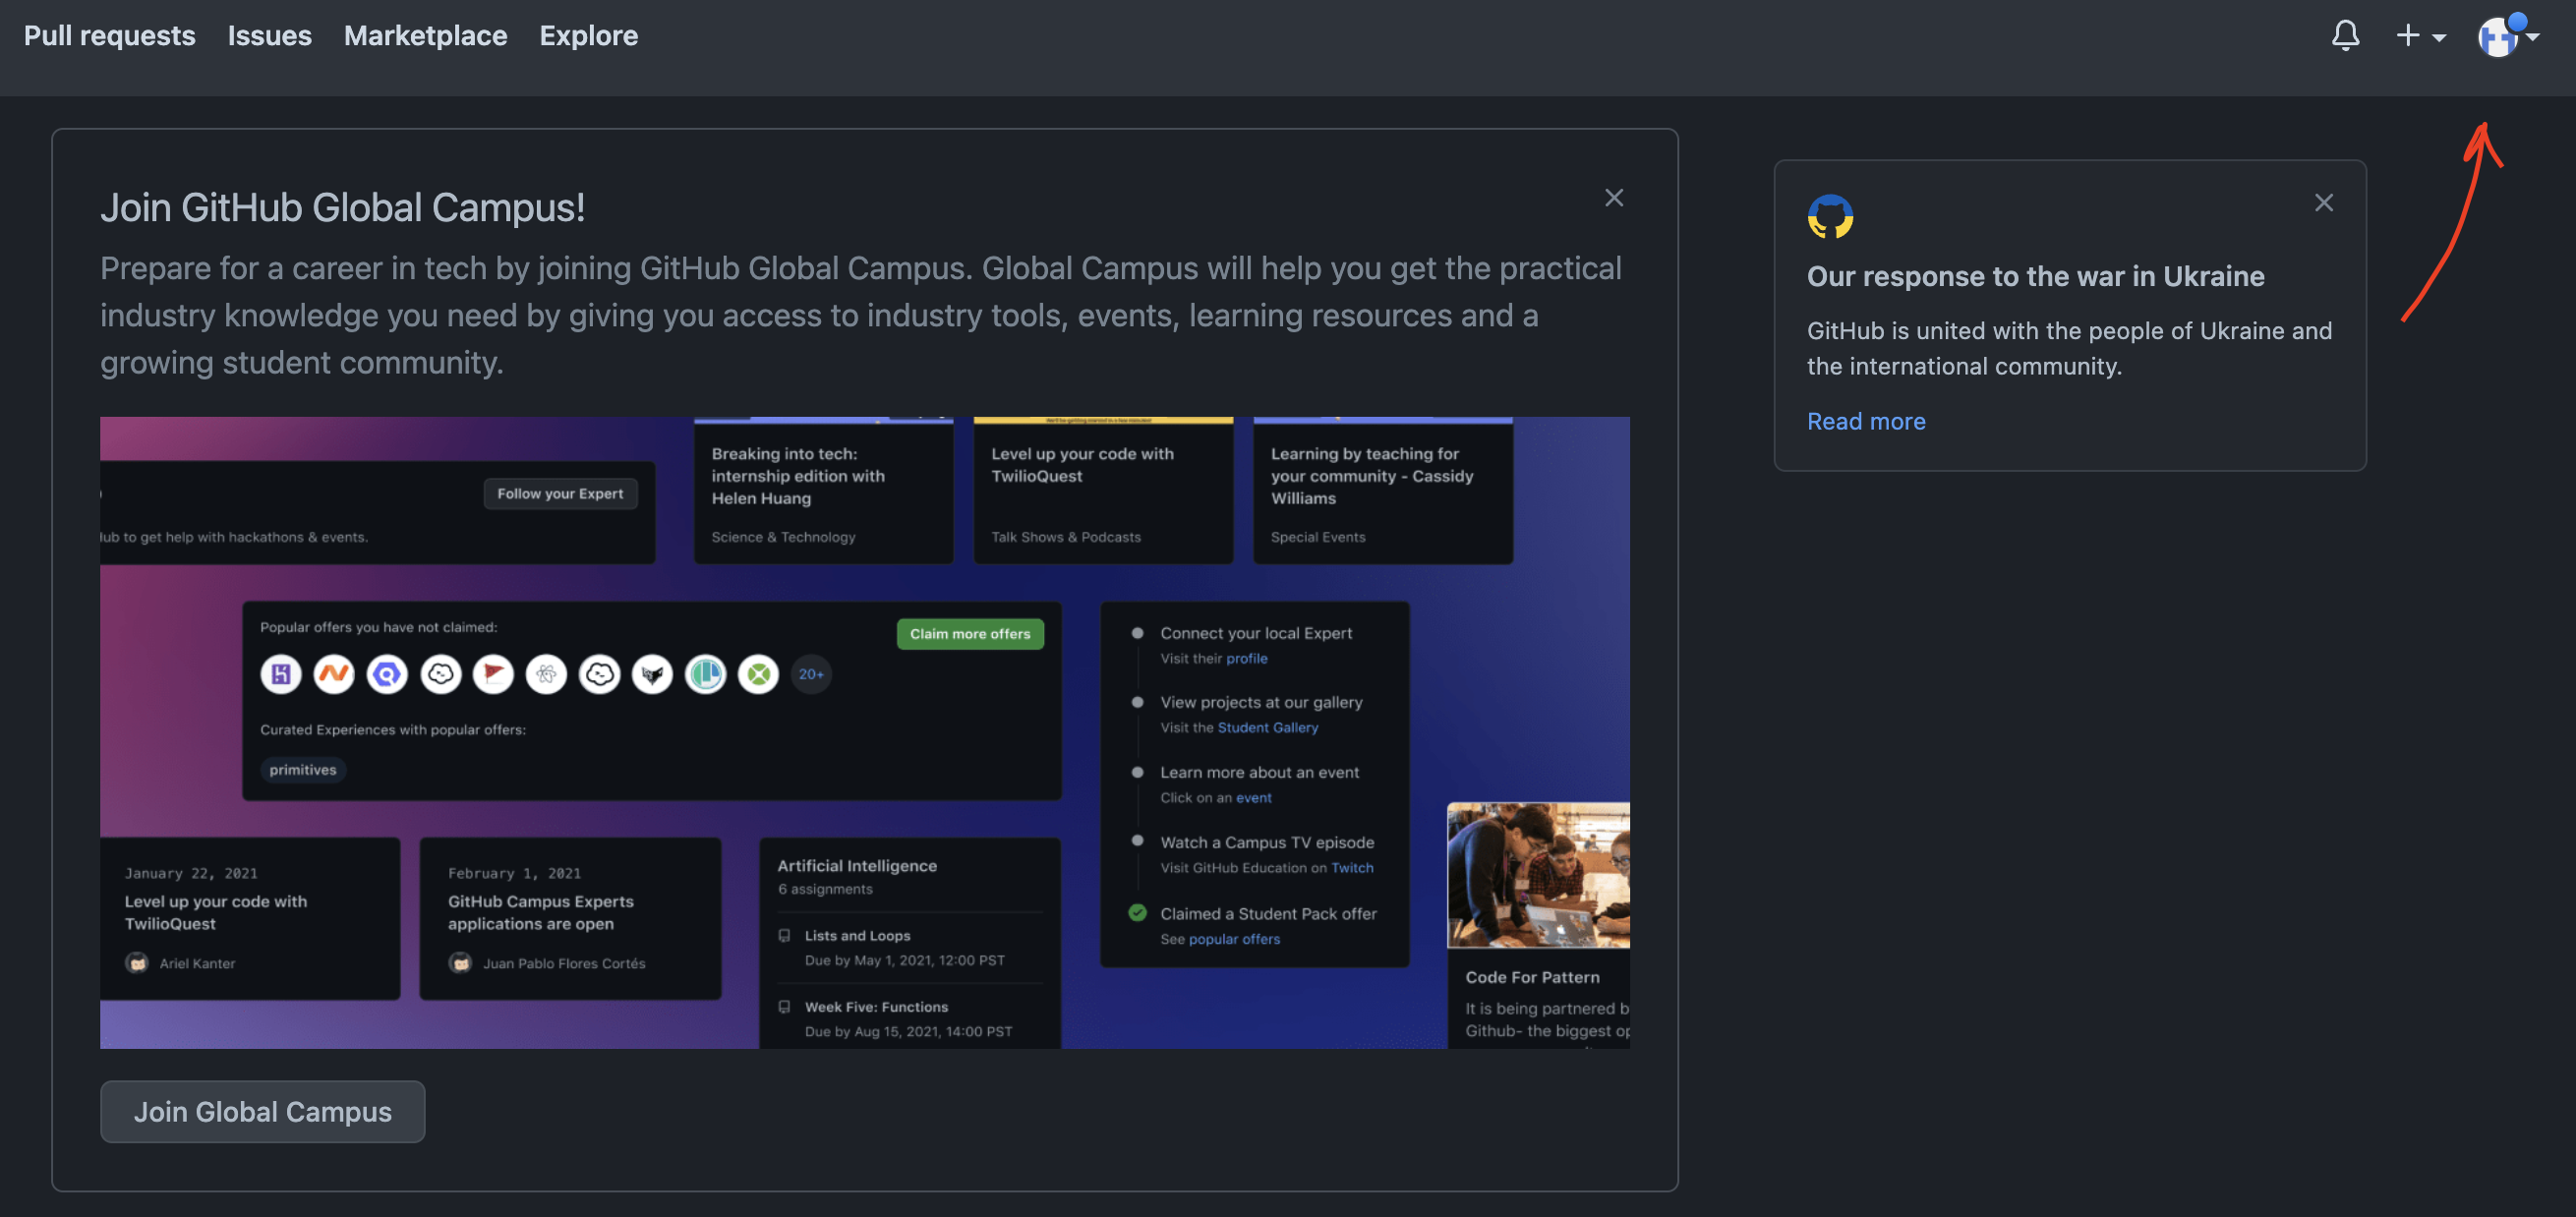 Pull requests Issues Marketplace Explore
Join GitHub Global Campus!
Prepare for a career in tech by joining GitHub Global Campus. Global Campus will help you get the practical
industry knowledge you need by giving you access to industry tools, events, learning resources and a
growing student community.
Follow your Expert
to get help with hackathons & events.
Breaking into tech:
internship edition with
Helen Huang
Science & Technology
Level up your code with
TwilioQuest
Talk Shows & Podcasts
Learning by teaching for
your community - Cassidy
Williams
Special Events
Popular offers you have not claimed:
Claim more offers
20+
Curated Experiences with popular offers:
primitives
Connect your local Expert
Visit their profile
View projects at our gallery
Visit the Student Gallery
Learn more about an event
Click on an event
Watch a Campus TV episode
Visit GitHub Education on Twitch
Claimed a Student Pack offer
See popular offers
January 22, 2021
Level up your code with
TwilioQuest
Ariel Kanter
February 1, 2021
GitHub Campus Experts
applications are open
Juan Pablo Flores Cortés
Artificial Intelligence
6 assignments
Lists and Loops
Due by May 1, 2021, 12:00 PST
Week Five: Functions
Due by Aug 15, 2021, 14:00 PST
Code For Pattern
It is being partnered b
Github- the biggest op
Join Global Campus
Our response to the war in Ukraine
GitHub is united with the people of Ukraine and
the international community.
Read more